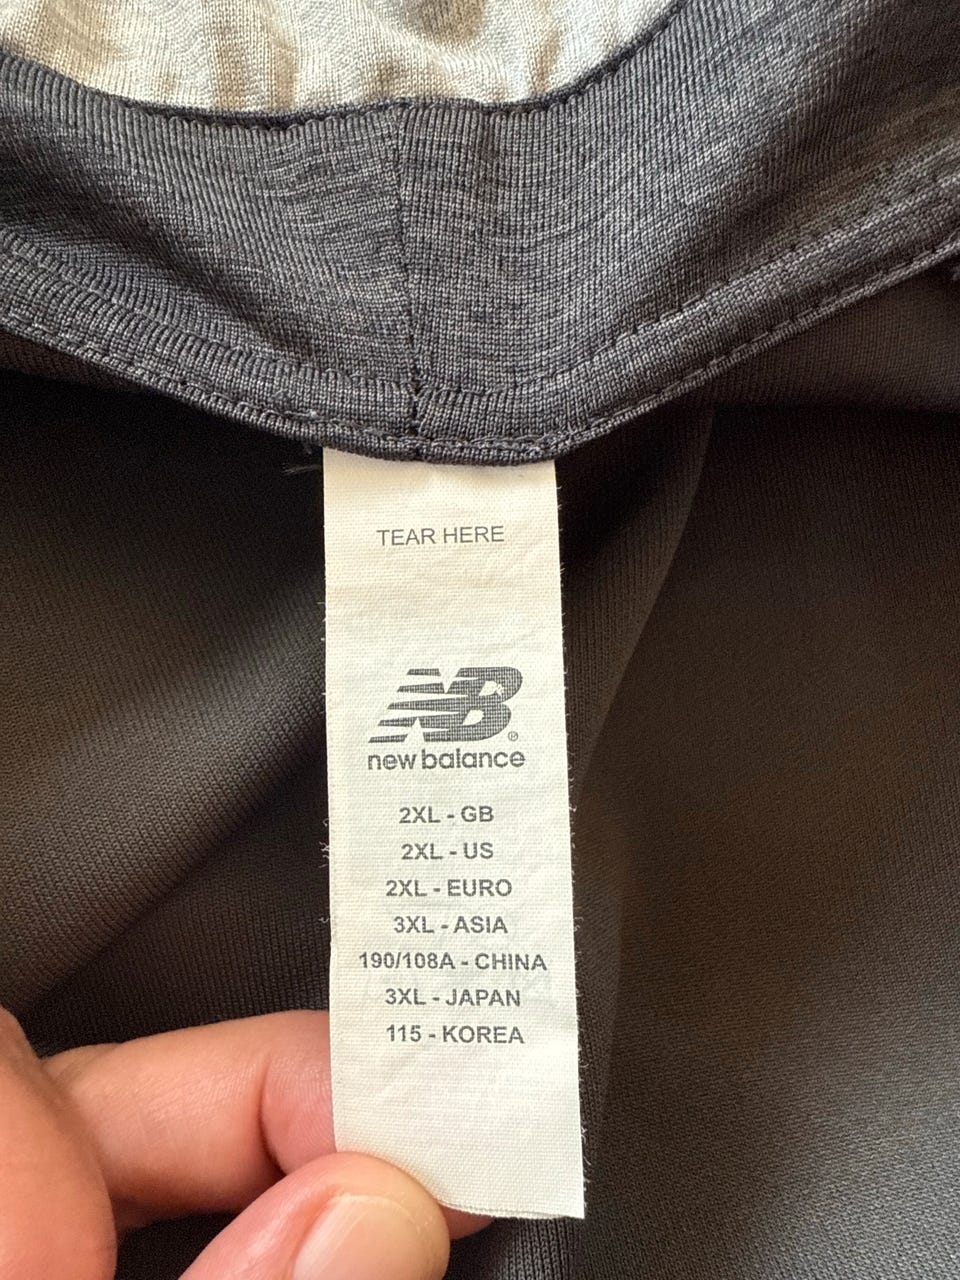 TEAR HERE
NB
new balance
2XL - GB
2XL - US
2XL - EURO
3XL - ASIA
190/108A - CHINA
3XL - JAPAN
115 - KOREA